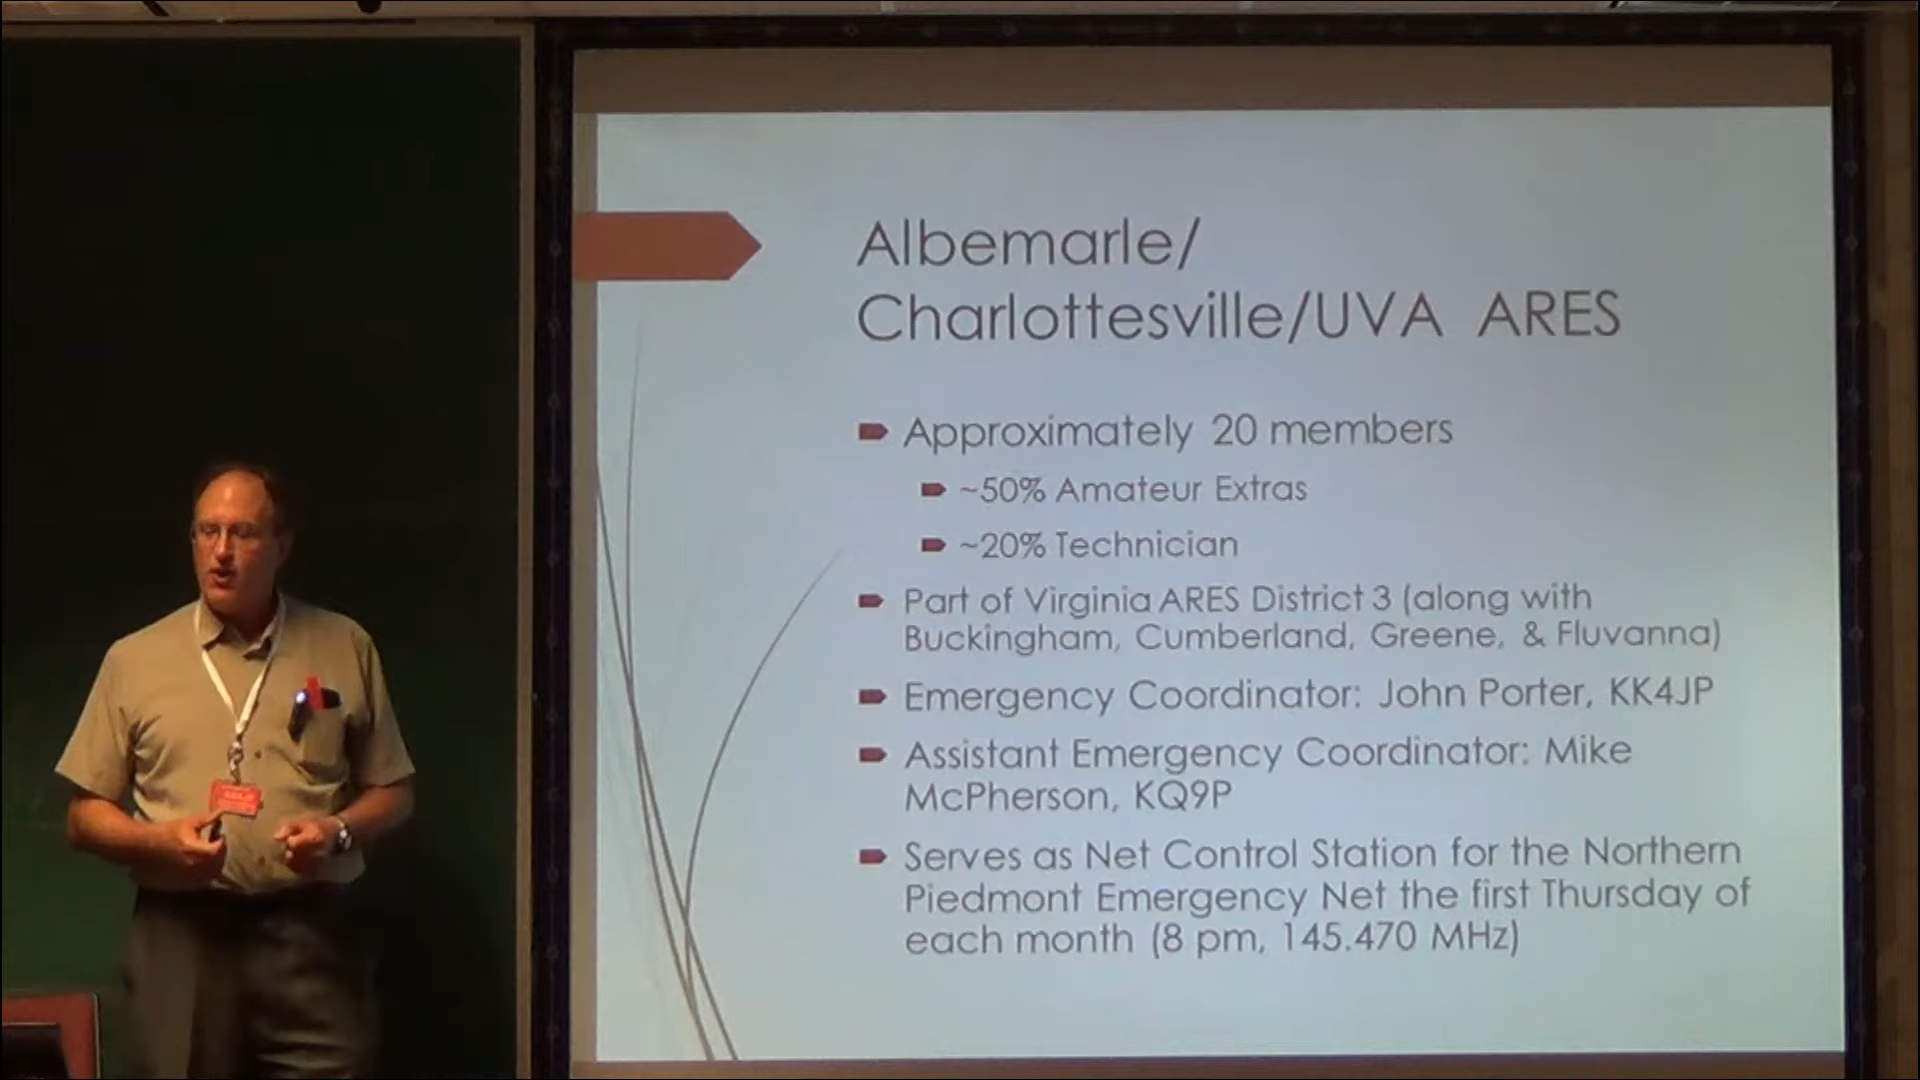 Albemarle/
Charlottesville/UVA ARES
Approximately 20 members
~50% Amateur Extras
~20% Technician
Part of Virginia ARES District 3 (along with
Buckingham, Cumberland, Greene, & Fluvanna)
Emergency Coordinator: John Porter, KK4JP
Assistant Emergency Coordinator: Mike
McPherson, KQ9P
Serves as Net Control Station for the Northern
Piedmont Emergency Net the first Thursday of
each month (8 pm, 145.470 MHz)